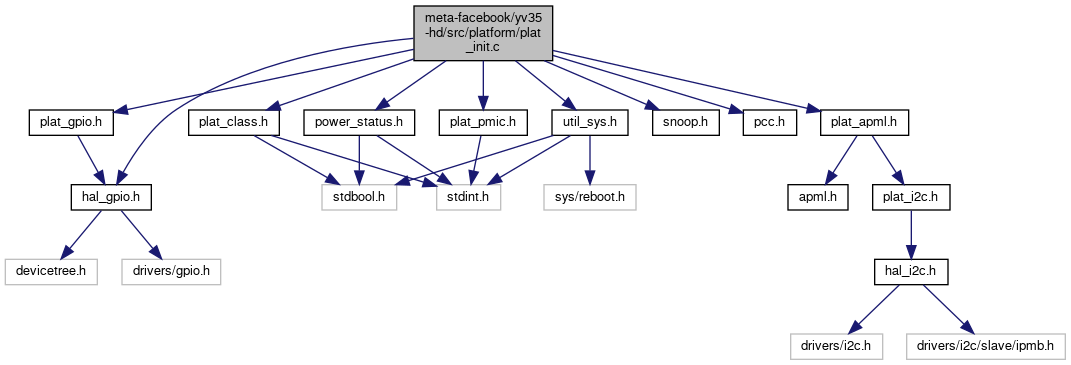 meta-facebook/yv35
-hd/src/platform/plat
_init.c
plat_gpio.h
plat_class.h
power_status.h
plat_pmic.h
util_sys.h
snoop.h
pcc.h
plat_apml.h
hal_gpio.h
stdbool.h
stdint.h
sys/reboot.h
apml.h
plat_i2c.h
devicetree.h
drivers/gpio.h
hal_i2c.h
drivers/i2c.h
drivers/i2c/slave/ipmb.h